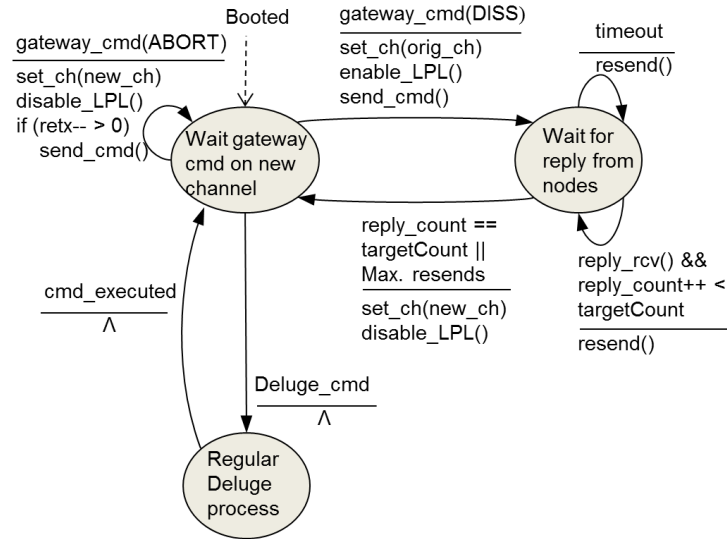 Booted
gateway_cmd(ABORT)
set_ch(new_ch)
disable_LPL()
if (retx-- > 0)
send_cmd()
gateway_cmd(DISS)
set_ch(orig_ch)
enable_LPL()
send_cmd()
timeout
resend()
Wait gateway
cmd on new
channel
Wait for
reply from
nodes
reply_count ==
targetCount ||
Max. resends
set_ch(new_ch)
disable_LPL()
reply_rcv() &&
reply_count++ <
targetCount
resend()
cmd_executed
Λ
Deluge_cmd
Λ
Regular
Deluge
process